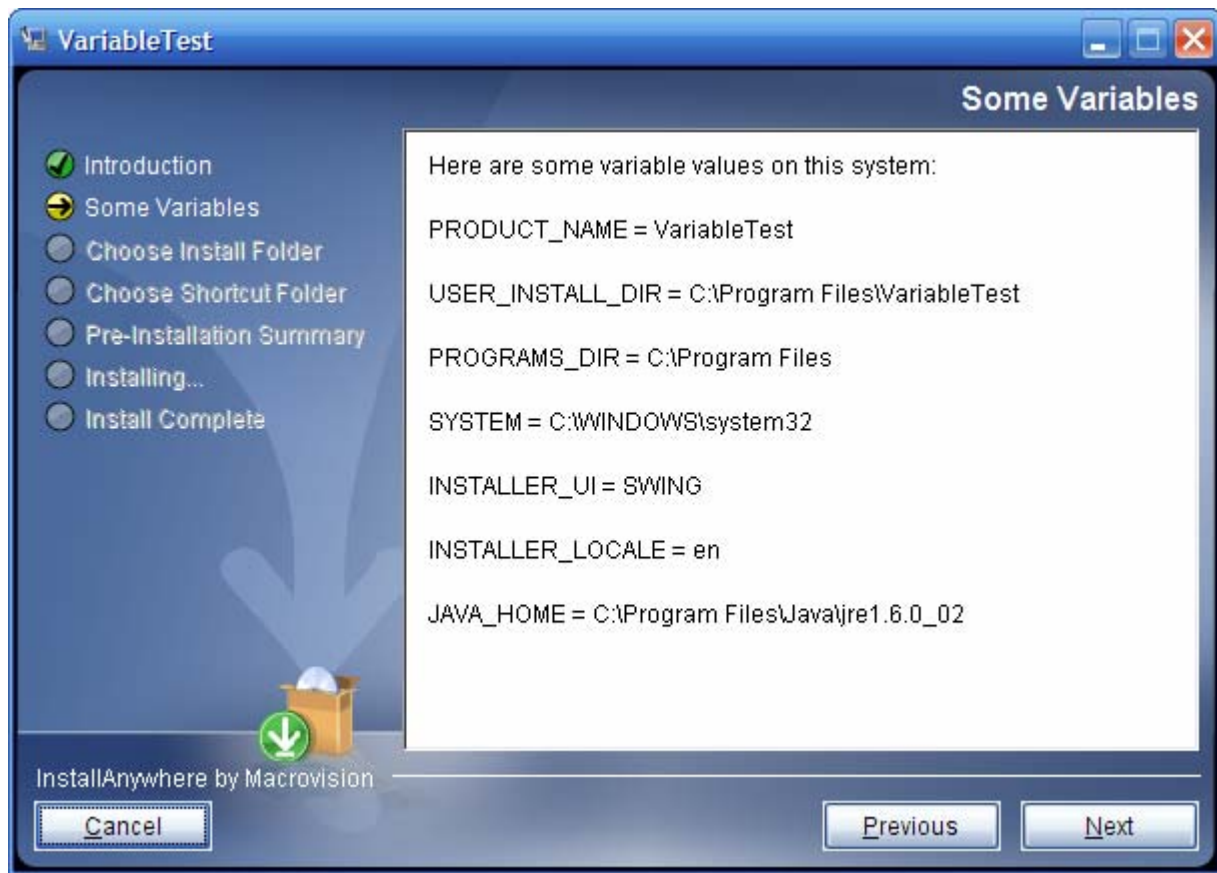 VariableTest
Some Variables
Introduction
Some Variables
Choose Install Folder
Choose Shortcut Folder
Pre-Installation Summary
Installing...
Install Complete
Here are some variable values on this system:
PRODUCT_NAME = VariableTest
USER_INSTALL_DIR = C:\Program Files\VariableTest
PROGRAMS_DIR = C:\Program Files
SYSTEM = C:\WINDOWS\system32
INSTALLER_UI = SWING
INSTALLER_LOCALE = en
JAVA_HOME = C:\Program Files\Java\jre1.6.0_02
InstallAnywhere by Macrovision
Cancel
Previous
Next